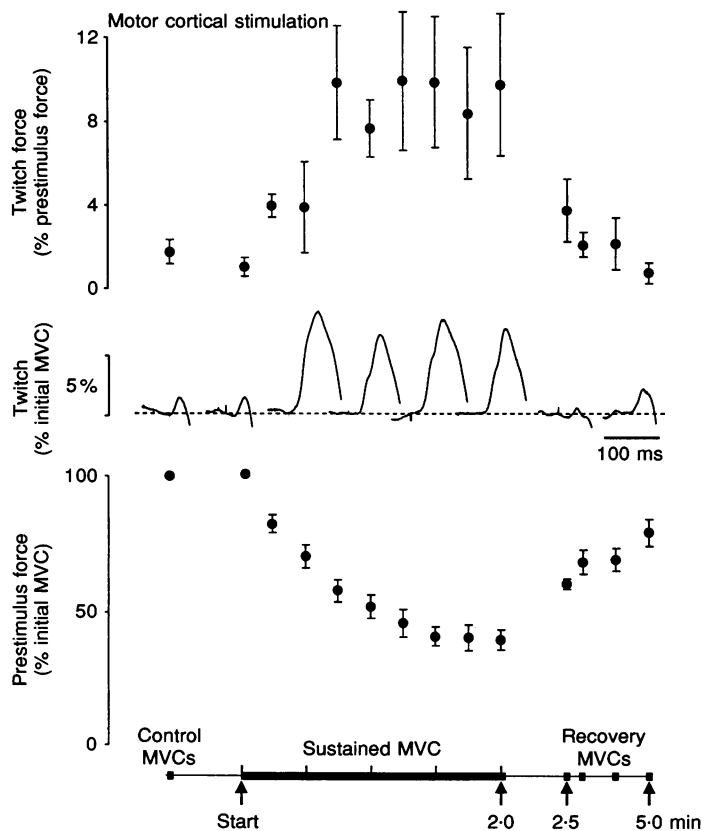 Motor cortical stimulation
12
8
4
0
Twitch force
(% prestimulus force)
5%
Twitch
(% initial MVC)
100 ms
100
50
0
Prestimulus force
(% initial MVC)
Control
MVCs
Sustained MVC
Recovery
MVCs
Start
2·0
2·5
5·0 min